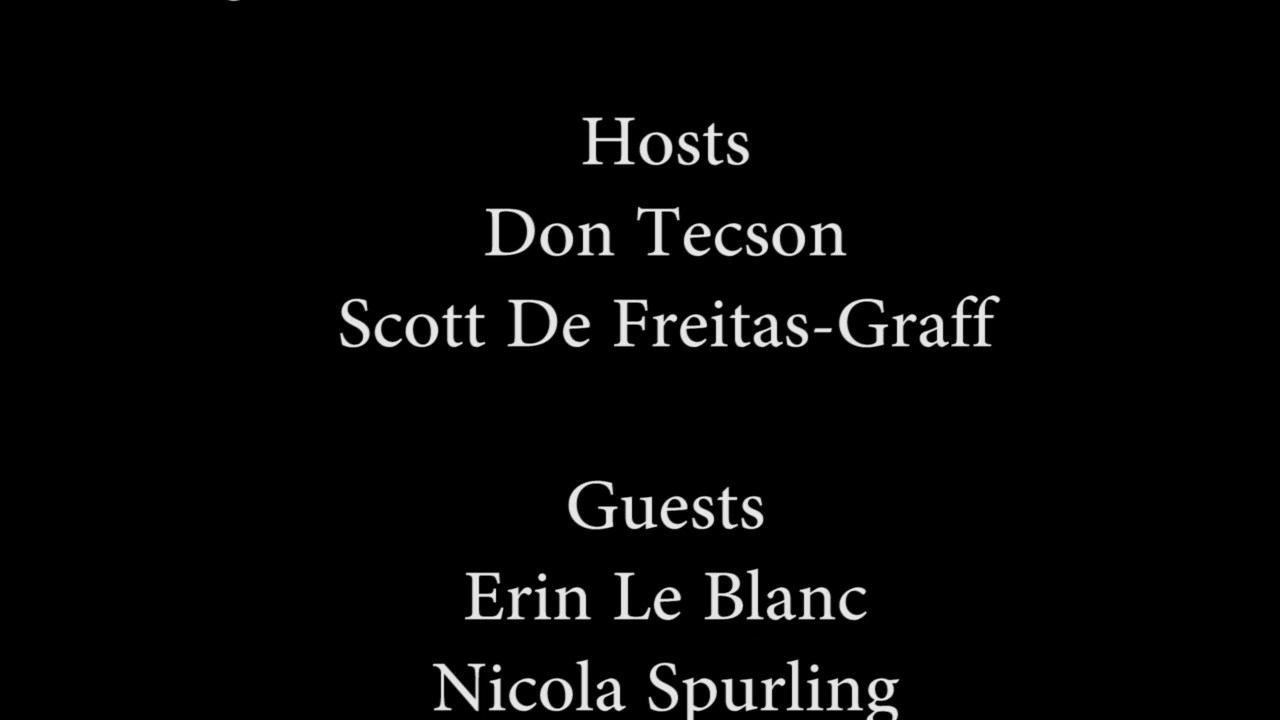 Hosts
Don Tecson
Scott De Freitas-Graff
Guests
Erin Le Blanc
Nicola Spurling